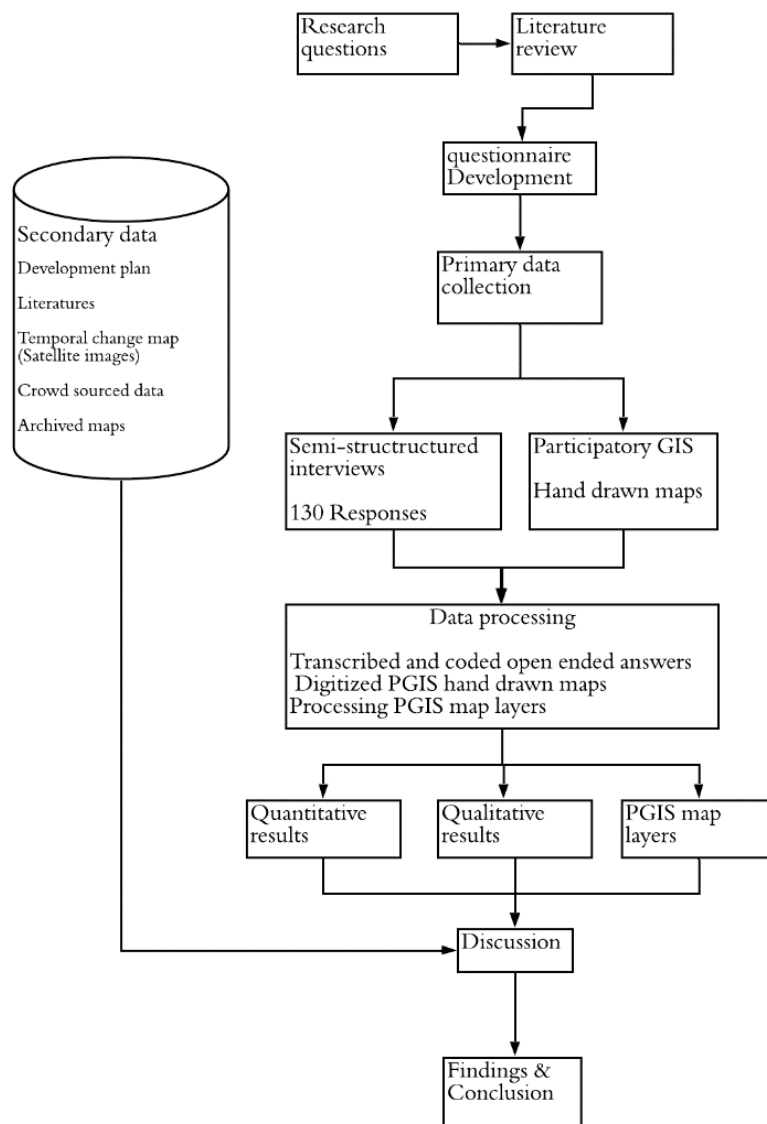 Research
questions
Literature
review
questionnaire
Development
Primary data
collection
Secondary data
Development plan
Literatures
Temporal change map
(Satellite images)
Crowd sourced data
Archived maps
Semi-structructured
interviews
130 Responses
Participatory GIS
Hand drawn maps
Data processing
Transcribed and coded open ended answers
Digitized PGIS hand drawn maps
Processing PGIS map layers
Quantitative
results
Qualitative
results
PGIS map
layers
Discussion
Findings &
Conclusion